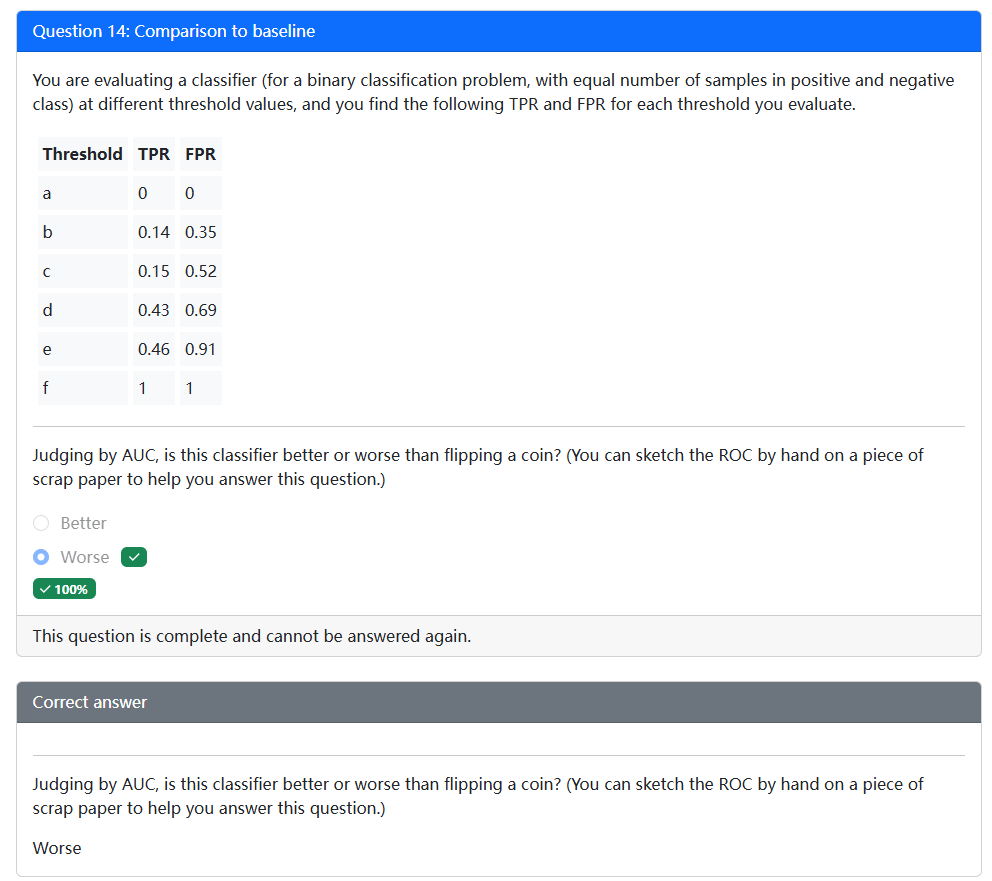 Question 14: Comparison to baseline
You are evaluating a classifier (for a binary classification problem, with equal number of samples in positive and negative
class) at different threshold values, and you find the following TPR and FPR for each threshold you evaluate.
Threshold TPR FPR
a 0 0
b 0.14 0.35
c 0.15 0.52
d 0.43 0.69
e 0.46 0.91
f 1 1
Judging by AUC, is this classifier better or worse than flipping a coin? (You can sketch the ROC by hand on a piece of
scrap paper to help you answer this question.)
Better
Worse
100%
This question is complete and cannot be answered again.
Correct answer
Judging by AUC, is this classifier better or worse than flipping a coin? (You can sketch the ROC by hand on a piece of
scrap paper to help you answer this question.)
Worse